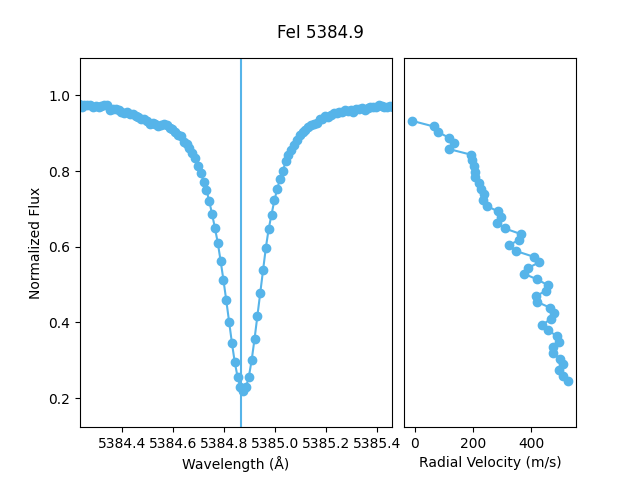 FeI 5384.9
Normalized Flux
1.0
0.8
0.6
0.4
0.2
5384.4 5384.6 5384.8 5385.0 5385.2 5385.4
Wavelength (Å)
0 200 400
Radial Velocity (m/s)